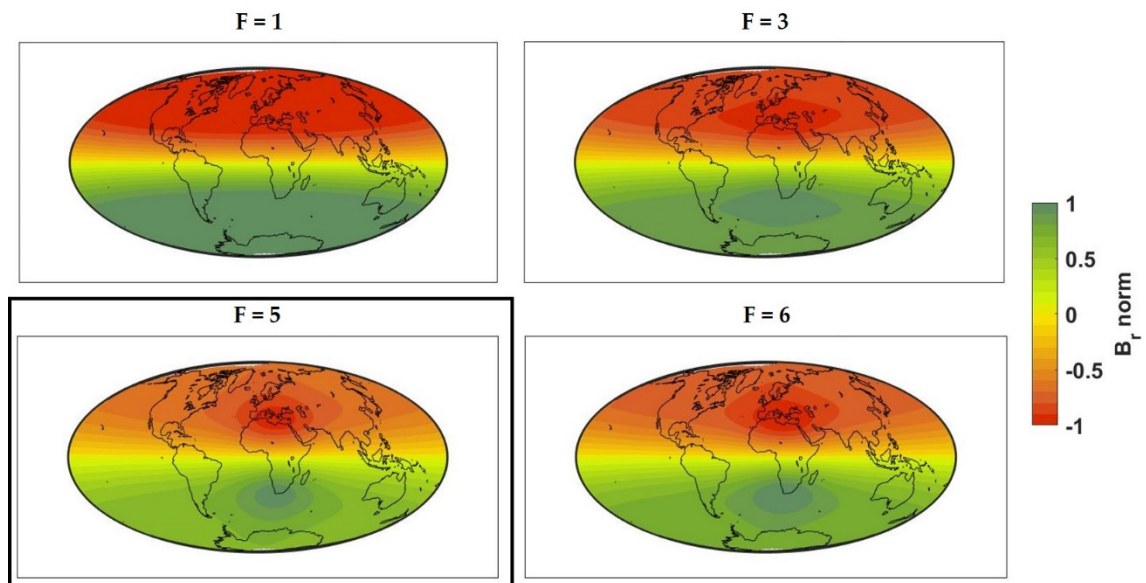 F = 1
F = 3
F = 5
F = 6
1
0.5
0
-0.5
-1
B_r norm